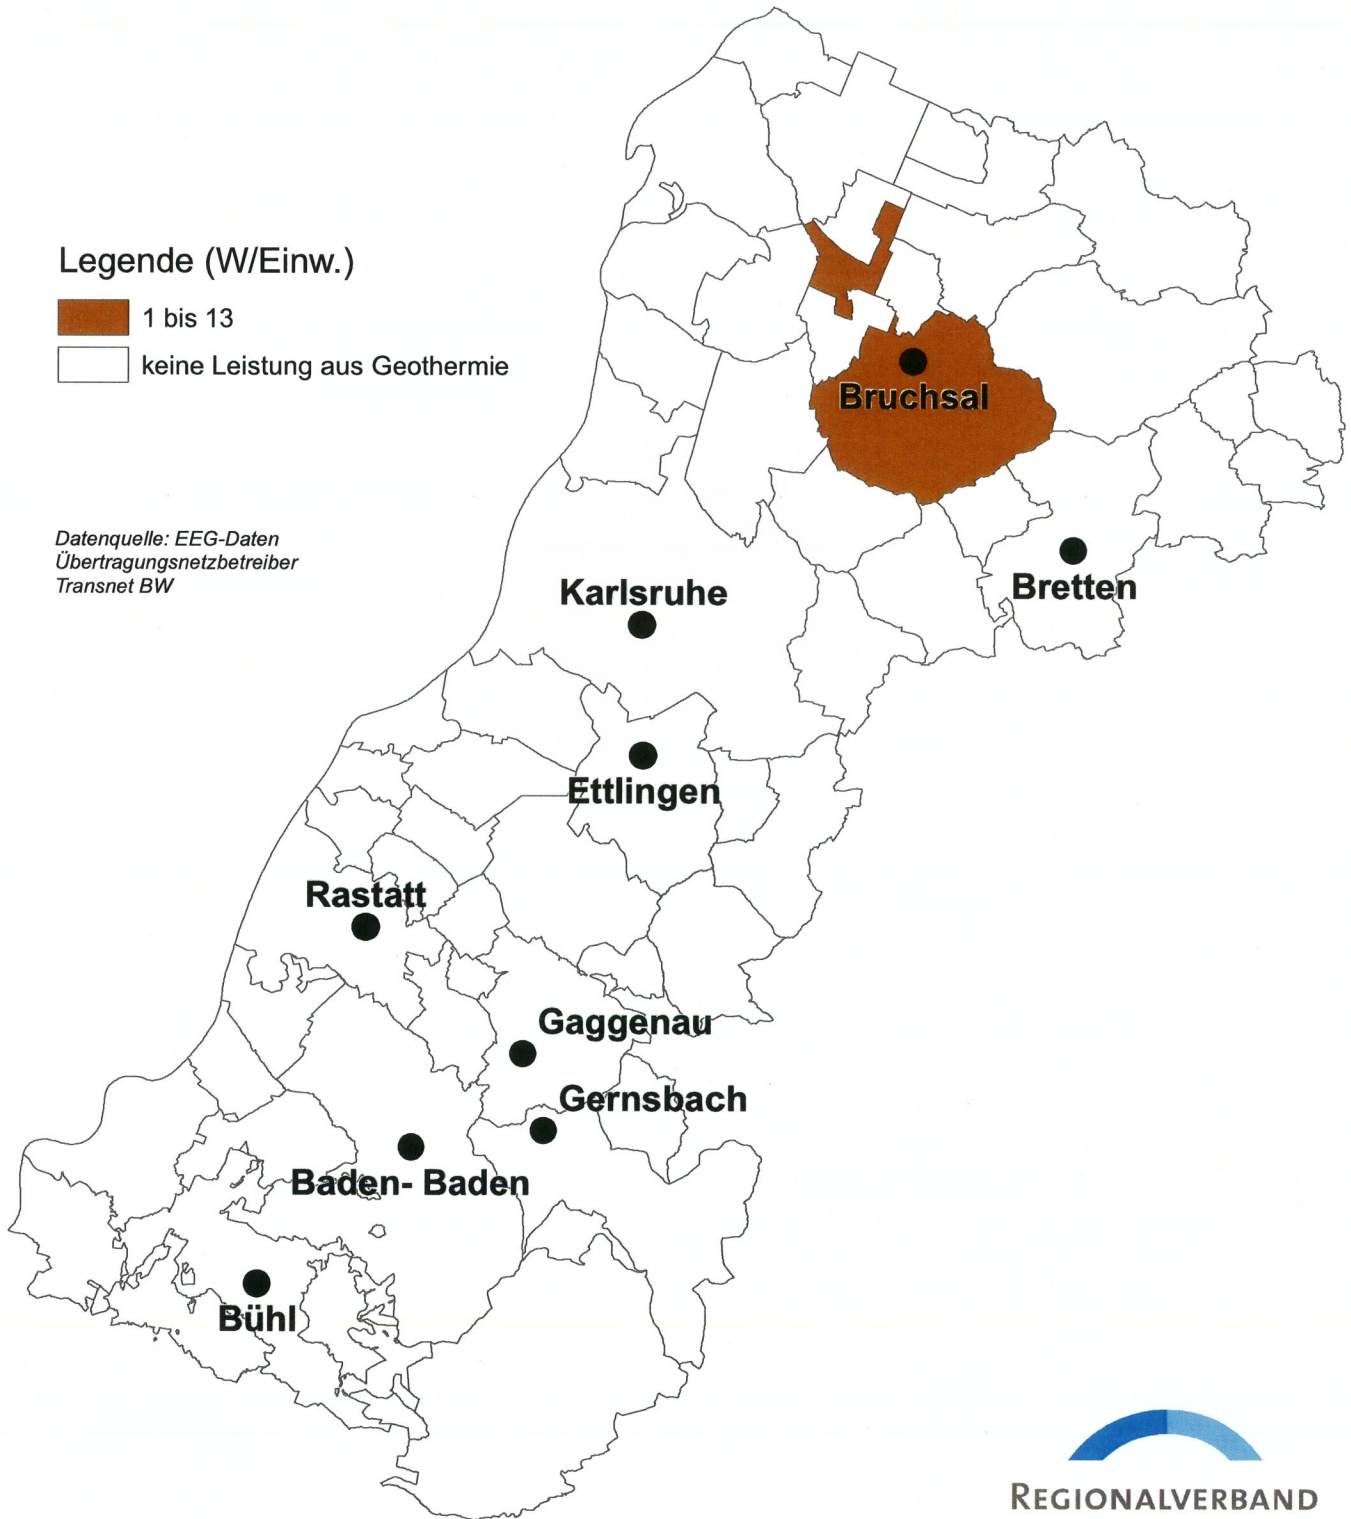 Legende (W/Einw.)
1 bis 13
keine Leistung aus Geothermie
Bruchsal
Datenquelle: EEG-Daten
Übertragungsnetzbetreiber
Transnet BW
Karlsruhe
Bretten
Ettlingen
Rastatt
Gaggenau
Gernsbach
Baden- Baden
Bühl
REGIONALVERBAND